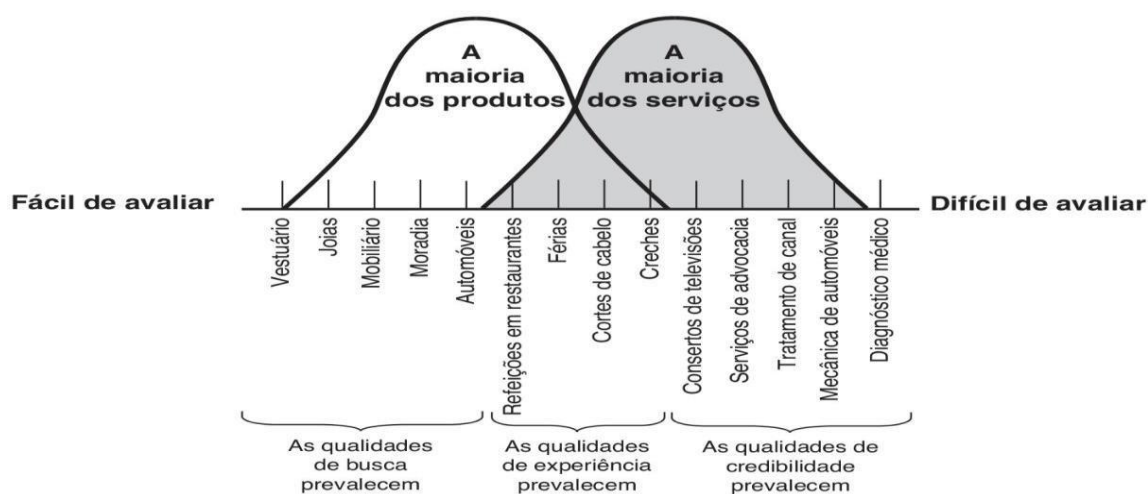 A
maioria
dos produtos
A
maioria
dos serviços
Fácil de avaliar
Difícil de avaliar
Vestuário
Joias
Mobiliário
Moradia
Automóveis
Refeições em restaurantes
Férias
Cortes de cabelo
Creches
Consertos de televisões
Serviços de advocacia
Tratamento de canal
Mecânica de automóveis
Diagnóstico médico
As qualidades
de busca
prevalecem
As qualidades
de experiência
prevalecem
As qualidades de
credibilidade
prevalecem